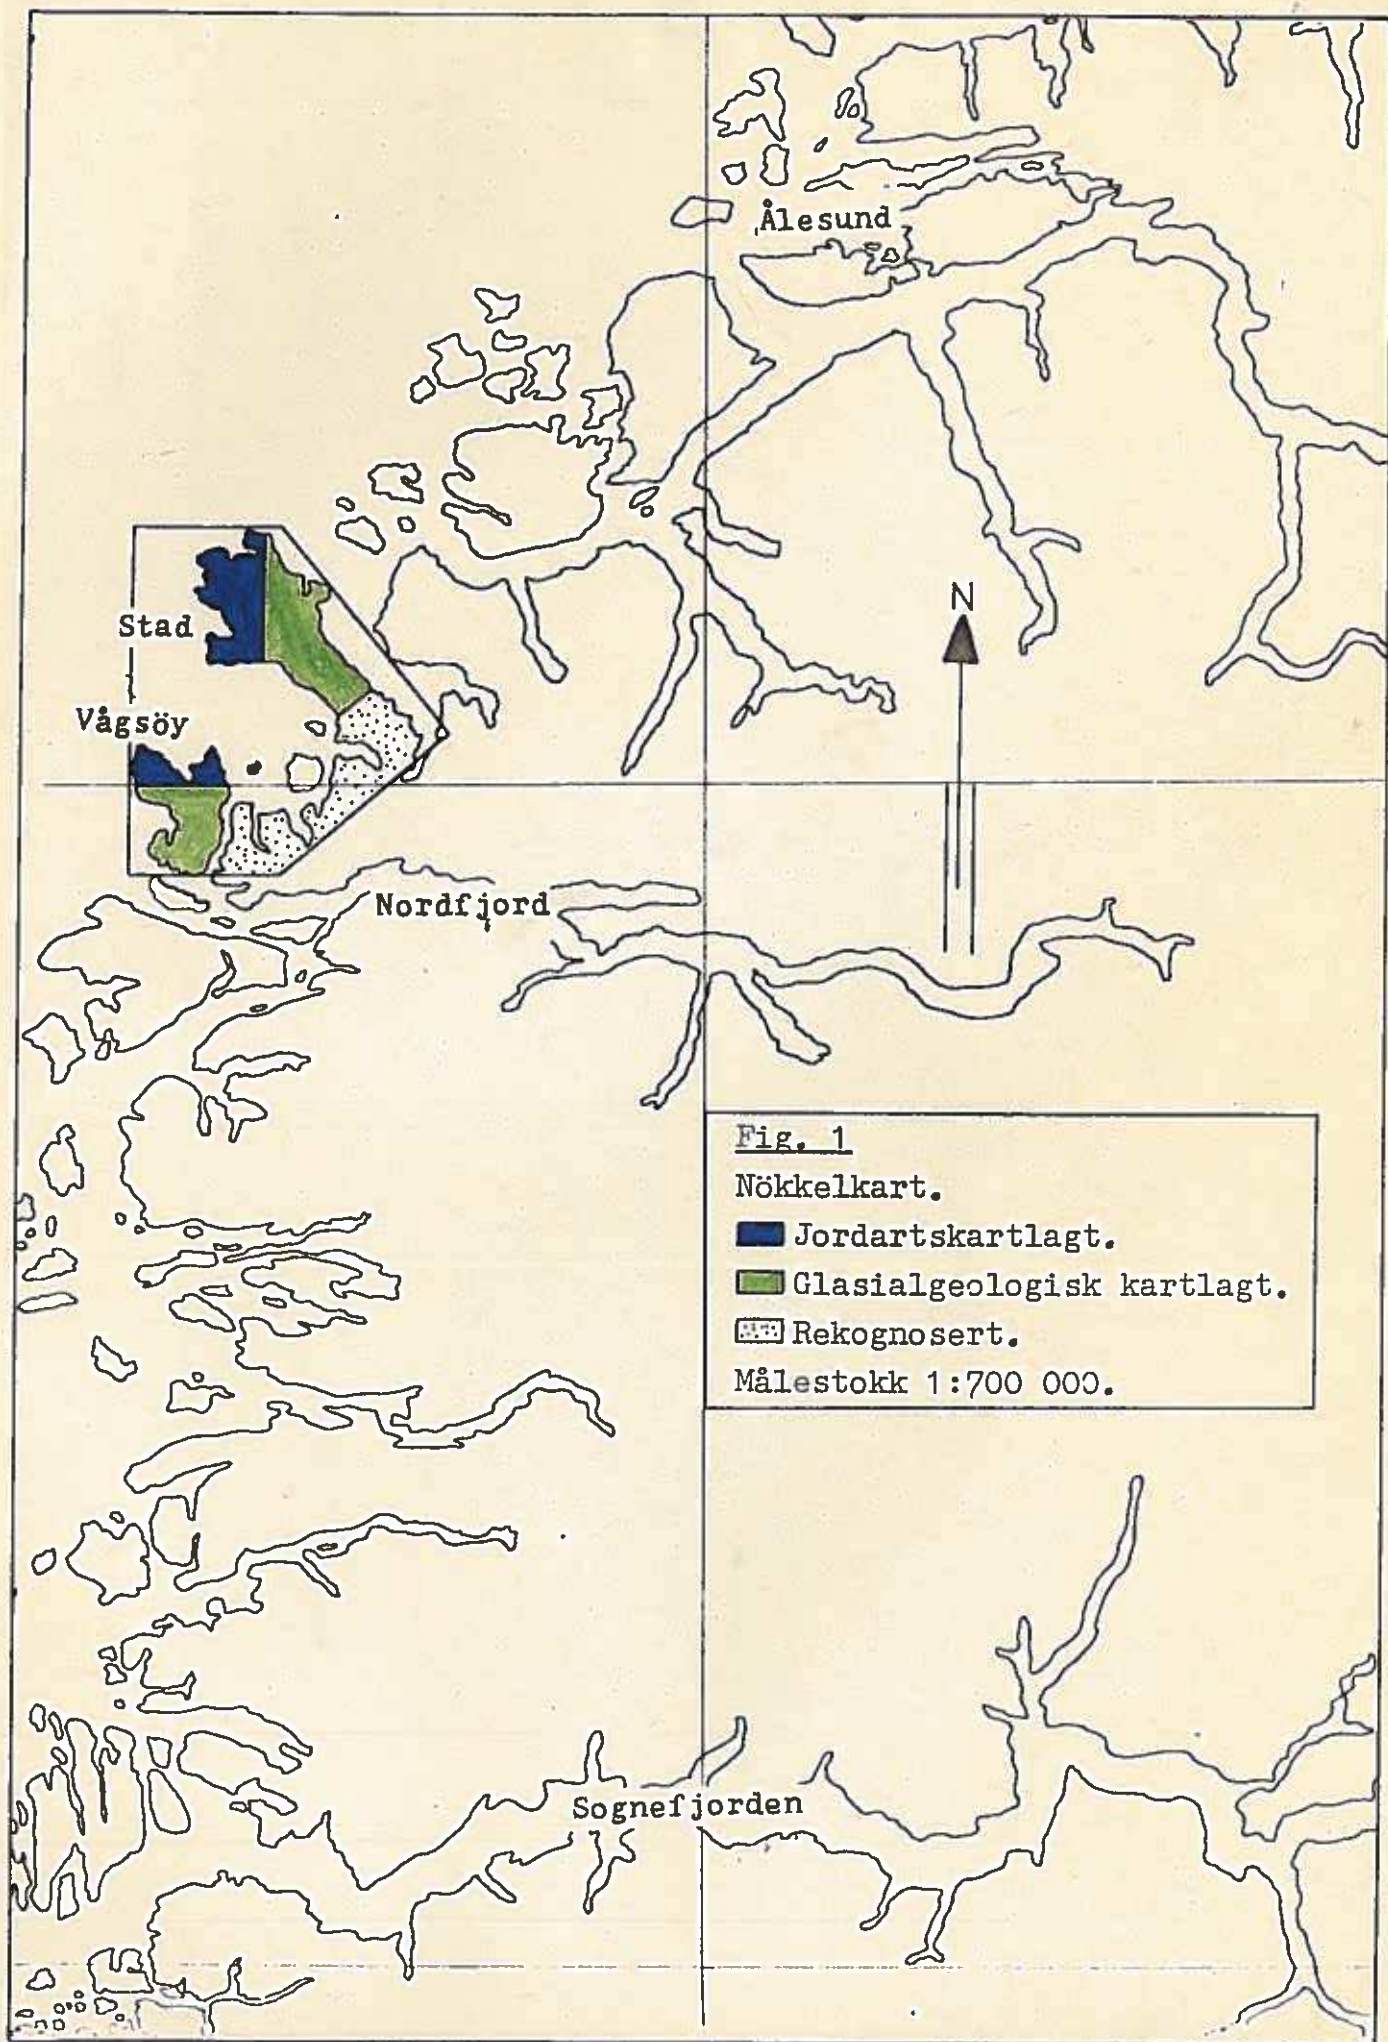 Ålesund
N
Stad
Vågsöy
Nordfjord
Fig. 1
Nökkelkart.
Jordartskartlagt.
Glasialgeologisk kartlagt.
Rekognosert.
Målestokk 1:700 000.
Sognefjorden